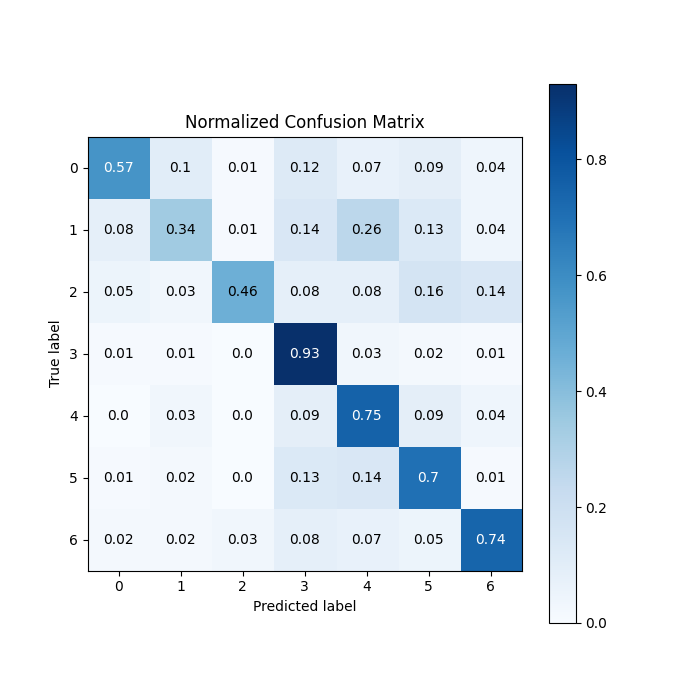 Normalized Confusion Matrix
0 0.57 0.1 0.01 0.12 0.07 0.09 0.04
1 0.08 0.34 0.01 0.14 0.26 0.13 0.04
2 0.05 0.03 0.46 0.08 0.08 0.16 0.14
3 0.01 0.01 0.0 0.93 0.03 0.02 0.01
4 0.0 0.03 0.0 0.09 0.75 0.09 0.04
5 0.01 0.02 0.0 0.13 0.14 0.7 0.01
6 0.02 0.02 0.03 0.08 0.07 0.05 0.74
0 1 2 3 4 5 6
Predicted label
True label
0.8
0.6
0.4
0.2
0.0